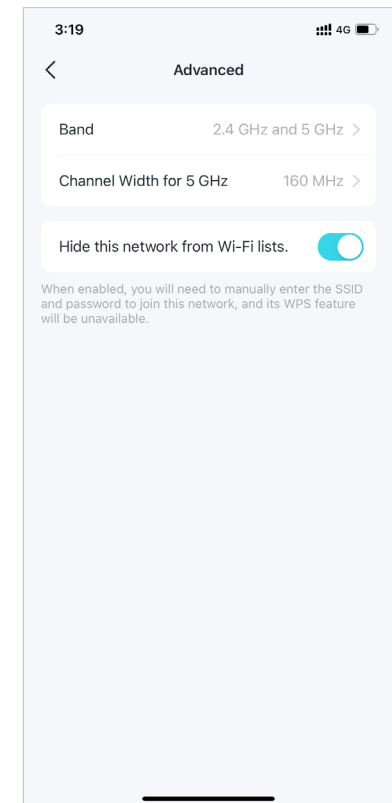 3:19
4G
Advanced
Band
2.4 GHz and 5 GHz
Channel Width for 5 GHz
160 MHz
Hide this network from Wi-Fi lists.
When enabled, you will need to manually enter the SSID
and password to join this network, and its WPS feature
will be unavailable.